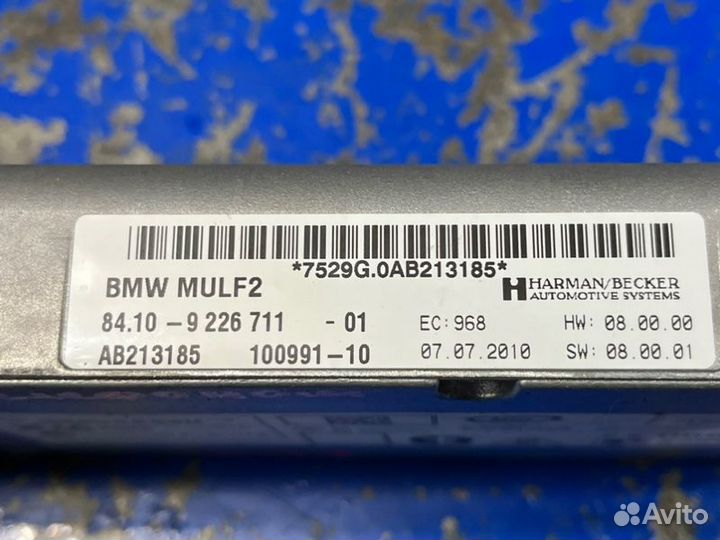 *7529G.0AB213185*
BMW MULF2
HARMAN/BECKER
AUTOMOTIVE SYSTEMS
84.10 - 9 226 711 - 01 EC:968 HW: 08.00.00
AB213185 100991-10 07.07.2010 SW: 08.00.01
Avito